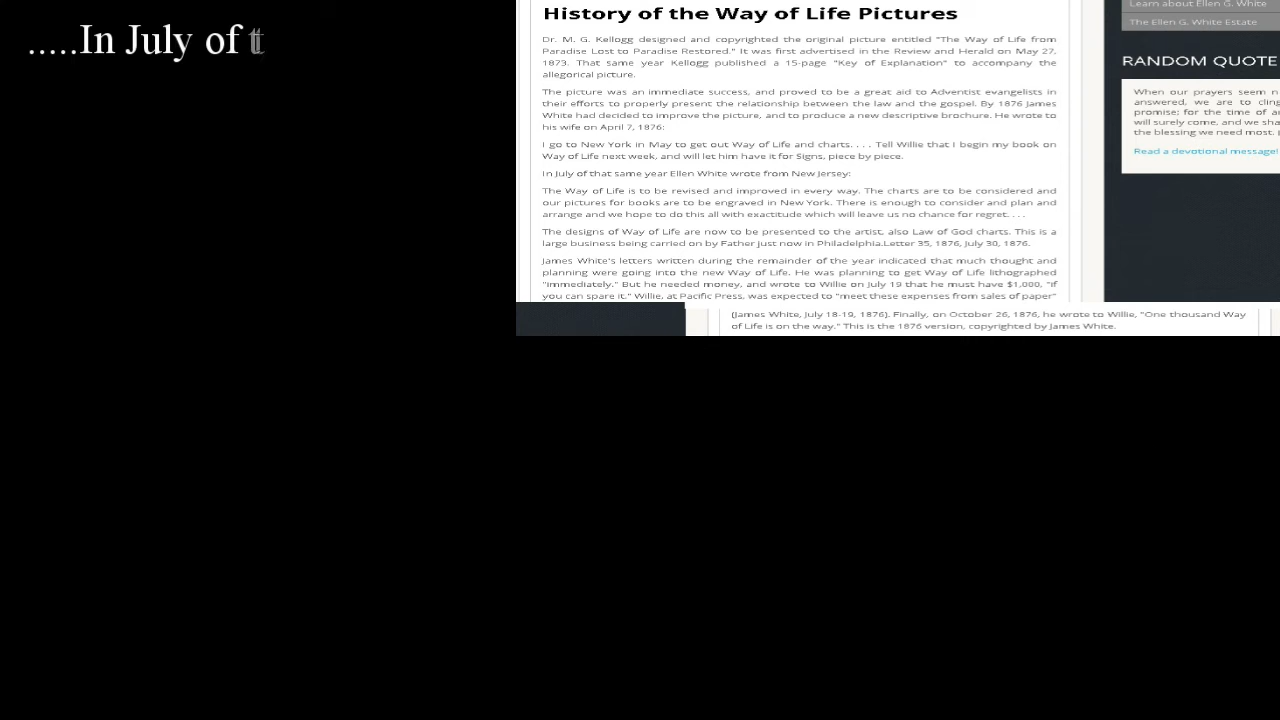 .....In July of t
History of the Way of Life Pictures
Dr. M. G. Kellogg designed and copyrighted the original picture entitled "The Way of Life from
Paradise Lost to Paradise Restored." It was first advertised in the Review and Herald on May 27,
1873. That same year Kellogg published a 15-page "Key of Explanation" to accompany the
allegorical picture.
The picture was an immediate success, and proved to be a great aid to Adventist evangelists in
their efforts to properly present the relationship between the law and the gospel. By 1876 James
White had decided to improve the picture, and to produce a new descriptive brochure. He wrote to
his wife on April 7, 1876:
I go to New York in May to get out Way of Life and charts. . . . Tell Willie that I begin my book on
Way of Life next week, and will let him have it for Signs, piece by piece.
In July of that same year Ellen White wrote from New Jersey:
The Way of Life is to be revised and improved in every way. The charts are to be considered and
our pictures for books are to be engraved in New York. There is enough to consider and plan and
arrange and we hope to do this all with exactitude which will leave us no chance for regret. . . .
The designs of Way of Life are now to be presented to the artist, also Law of God charts. This is a
large business being carried on by Father just now in Philadelphia.Letter 35, 1876, July 30, 1876.
James White's letters written during the remainder of the year indicated that much thought and
planning were going into the new Way of Life. He was planning to get Way of Life lithographed
"immediately." But he needed money, and wrote to Willie on July 19 that he must have $1,000, "if
you can spare it." Willie, at Pacific Press, was expected to "meet these expenses from sales of paper"
(James White, July 18-19, 1876). Finally, on October 26, 1876, he wrote to Willie, "One thousand Way
of Life is on the way." This is the 1876 version, copyrighted by James White.
Learn about Ellen G. White
The Ellen G. White Estate
RANDOM QUOTE
When our prayers seem n
answered, we are to cling
promise; for the time of a
will surely come, and we sha
the blessing we need most.
Read a devotional message!